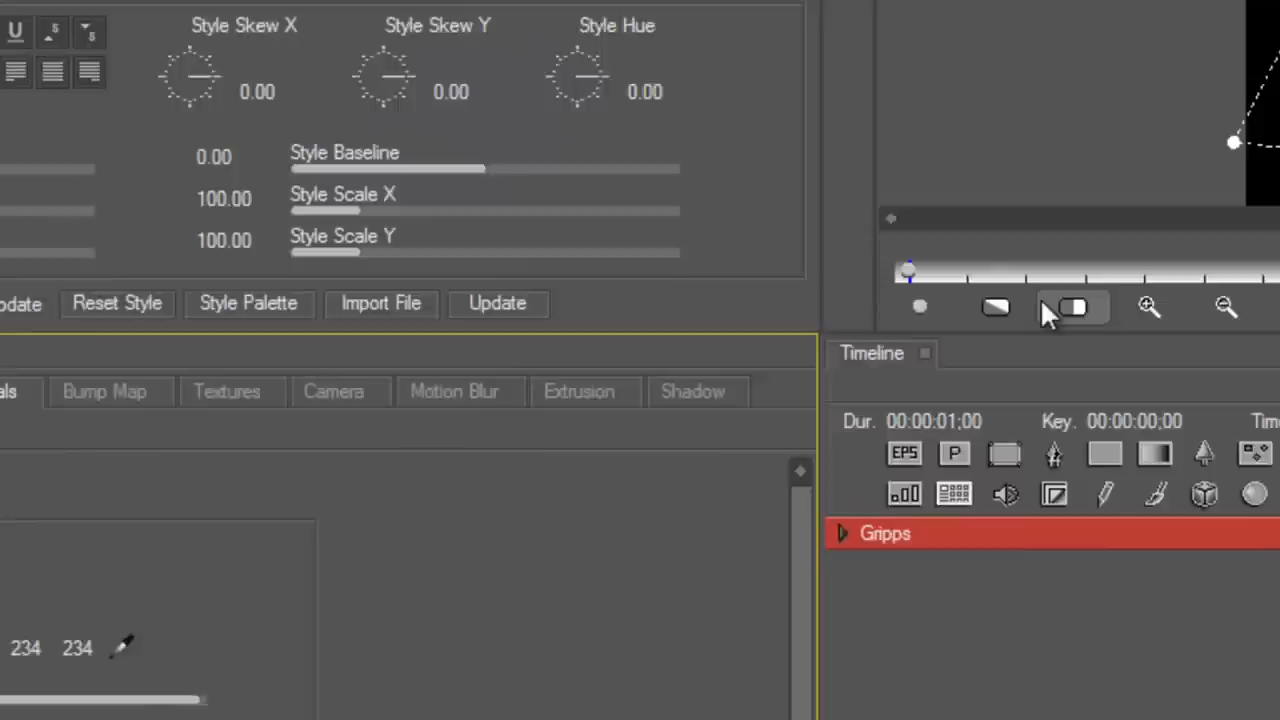 U
Style Skew X Style Skew Y Style Hue
0.00 0.00 0.00
0.00 Style Baseline
100.00 Style Scale X
100.00 Style Scale Y
Reset Style Style Palette Import File Update
Timeline
Bump Map Textures Camera Motion Blur Extrusion Shadow
Dur. 00:00:01;00 Key. 00:00:00;00
EPS P
Gripps
234 234